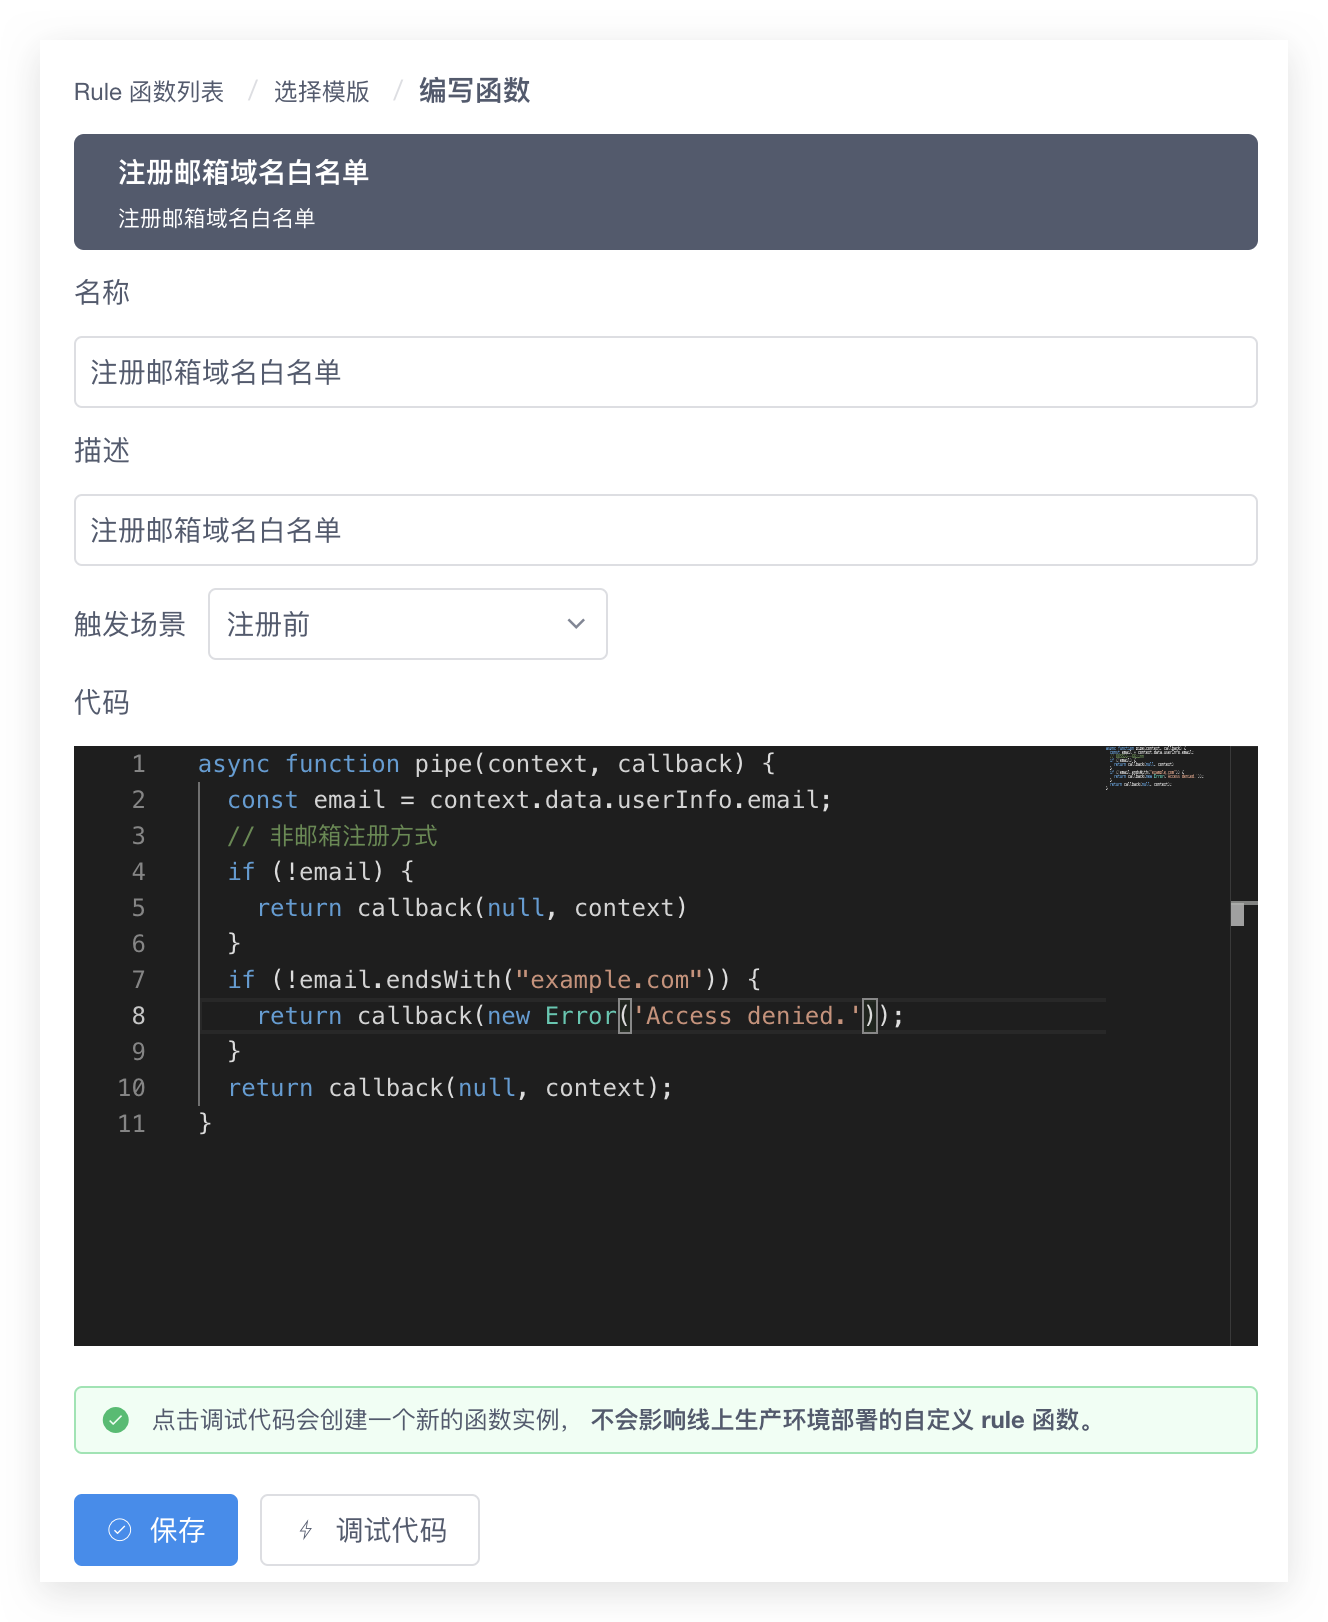 Rule 函数列表 / 选择模版 / 编写函数
注册邮箱域名白名单
注册邮箱域名白名单
名称
注册邮箱域名白名单
描述
注册邮箱域名白名单
触发场景 注册前
代码
1 async function pipe(context, callback) {
2   const email = context.data.userInfo.email;
3   // 非邮箱注册方式
4   if (!email) {
5     return callback(null, context)
6   }
7   if (!email.endsWith("example.com")) {
8     return callback(new Error('Access denied.'));
9   }
10   return callback(null, context);
11 }
点击调试代码会创建一个新的函数实例， 不会影响线上生产环境部署的自定义 rule 函数。
保存 调试代码